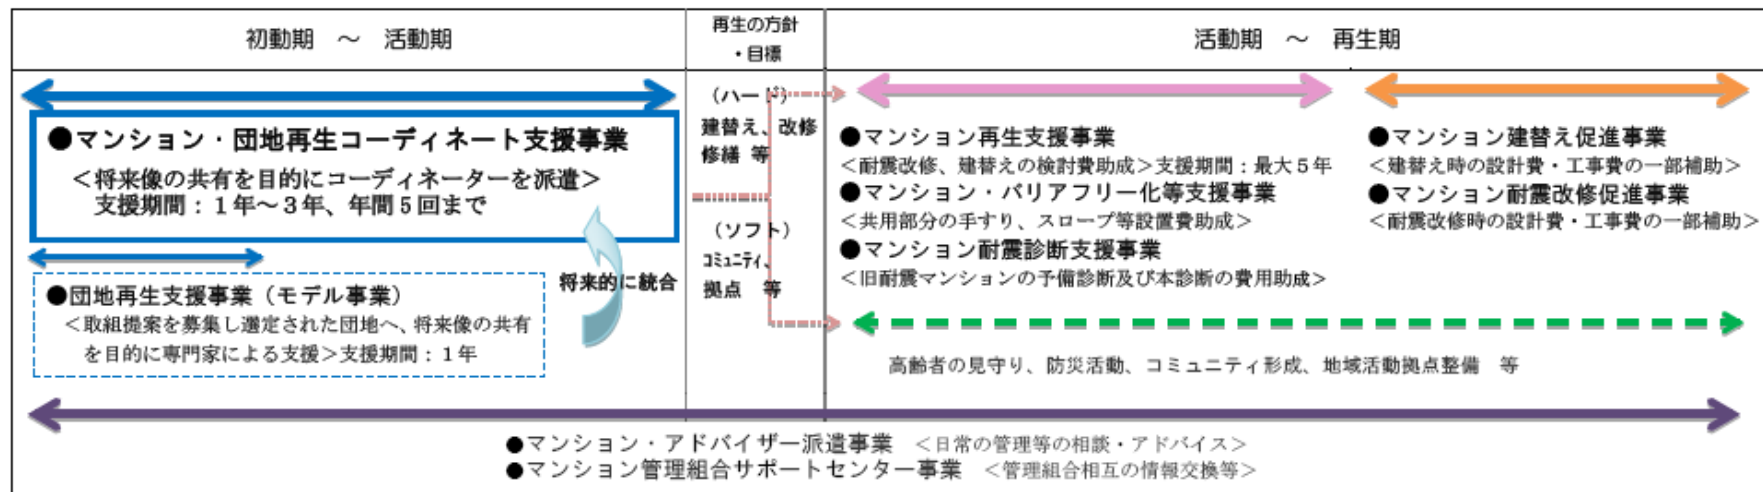 初動期　～　活動期
再生の方針
・目標
活動期　～　再生期
●マンション・団地再生コーディネート支援事業
＜将来像の共有を目的にコーディネーターを派遣＞
支援期間：１年～３年、年間５回まで
●団地再生支援事業（モデル事業）
＜取組提案を募集し選定された団地へ、将来像の共有
を目的に専門家による支援＞支援期間：１年
将来的に統合
（ハード）
建替え、改修
修繕 等
（ソフト）
コミュニティ、
拠点　等
●マンション再生支援事業
＜耐震改修、建替えの検討費助成＞支援期間：最大５年
●マンション・バリアフリー化等支援事業
＜共用部分の手すり、スロープ等設置費助成＞
●マンション耐震診断支援事業
＜旧耐震マンションの予備診断及び本診断の費用助成＞
●マンション建替え促進事業
＜建替え時の設計費・工事費の一部補助＞
●マンション耐震改修促進事業
＜耐震改修時の設計費・工事費の一部補助＞
高齢者の見守り、防災活動、コミュニティ形成、地域活動拠点整備　等
●マンション・アドバイザー派遣事業　＜日常の管理等の相談・アドバイス＞
●マンション管理組合サポートセンター事業　＜管理組合相互の情報交換等＞